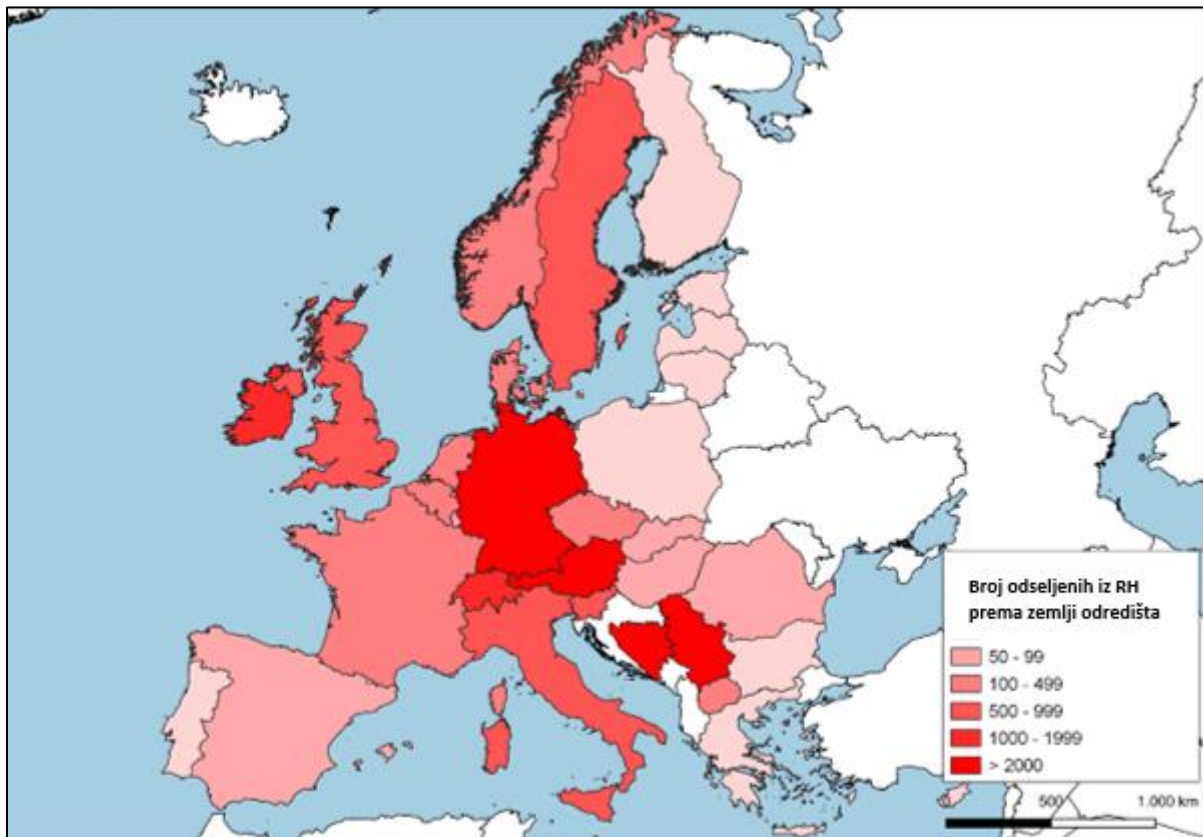 Broj odseljenih iz RH
prema zemlji odredišta
50 - 99
100 - 499
500 - 999
1000 - 1999
> 2000
500 1.000 km